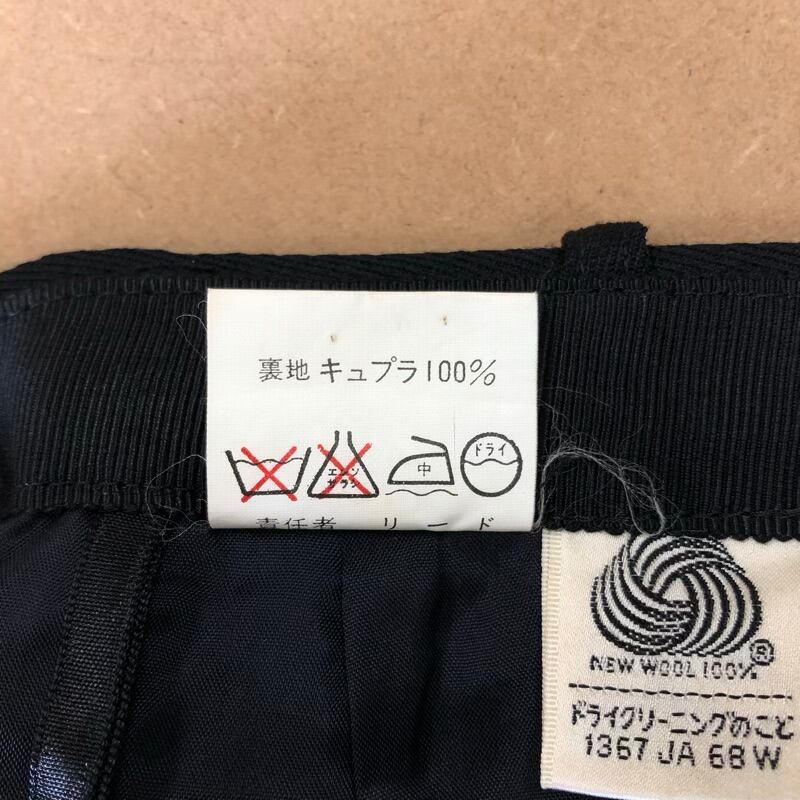 裏地 キュプラ100%
エンソ
サラシ
中
ドライ
責任者 リード
NEW WOOL 100% ®
ドライクリーニングのこと
1367 JA 68 W